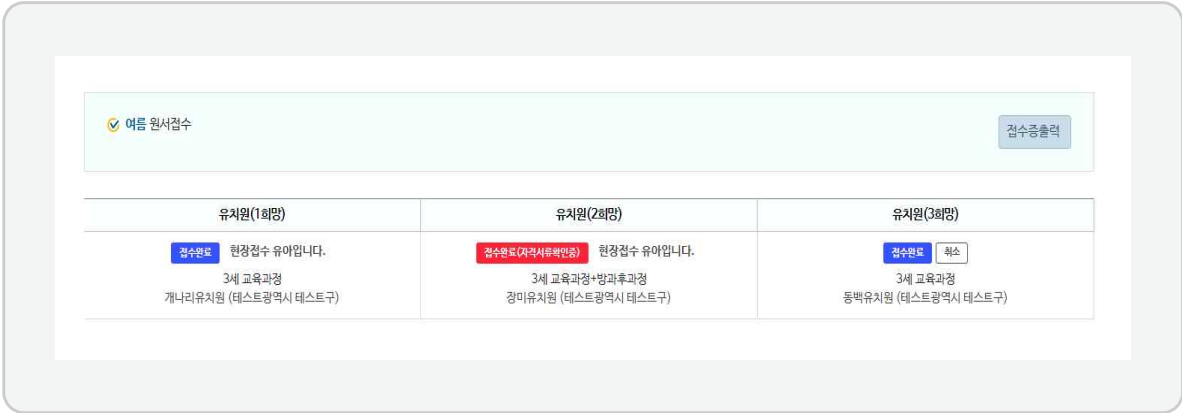 여름 원서접수
접수증출력
유치원(1희망) 유치원(2희망) 유치원(3희망)
접수완료 현장접수 유아입니다. 접수완료(자격서류확인중) 현장접수 유아입니다. 접수완료 취소
3세 교육과정 3세 교육과정+방과후과정 3세 교육과정
개나리유치원 (테스트광역시 테스트구) 장미유치원 (테스트광역시 테스트구) 동백유치원 (테스트광역시 테스트구)